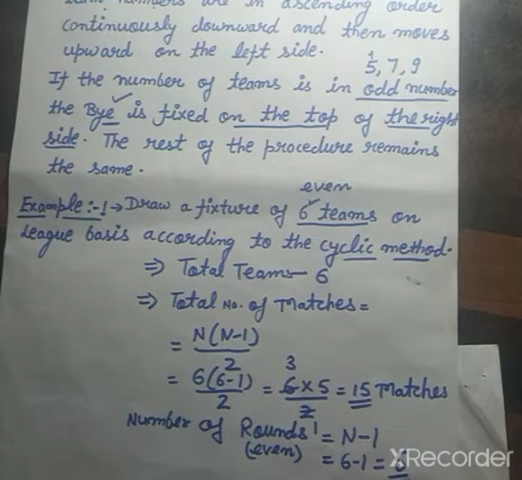 numbers are in ascending order
continuously downward and then moves
upward on the left side.
5, 7, 9
If the number of teams is in odd number
the Bye is fixed on the top of the right
side. The rest of the procedure remains
the same.
even
Example:-1→ Draw a fixture of 6 teams on
League basis according to the cyclic method.
⇒ Total Teams- 6
⇒ Total No. of Matches =
= N(N-1)
2
3
= 6(6-1) = 6×5 = 15 Matches
2 2
Number of Rounds = N-1
(even) = 6-1 =
XRecorder